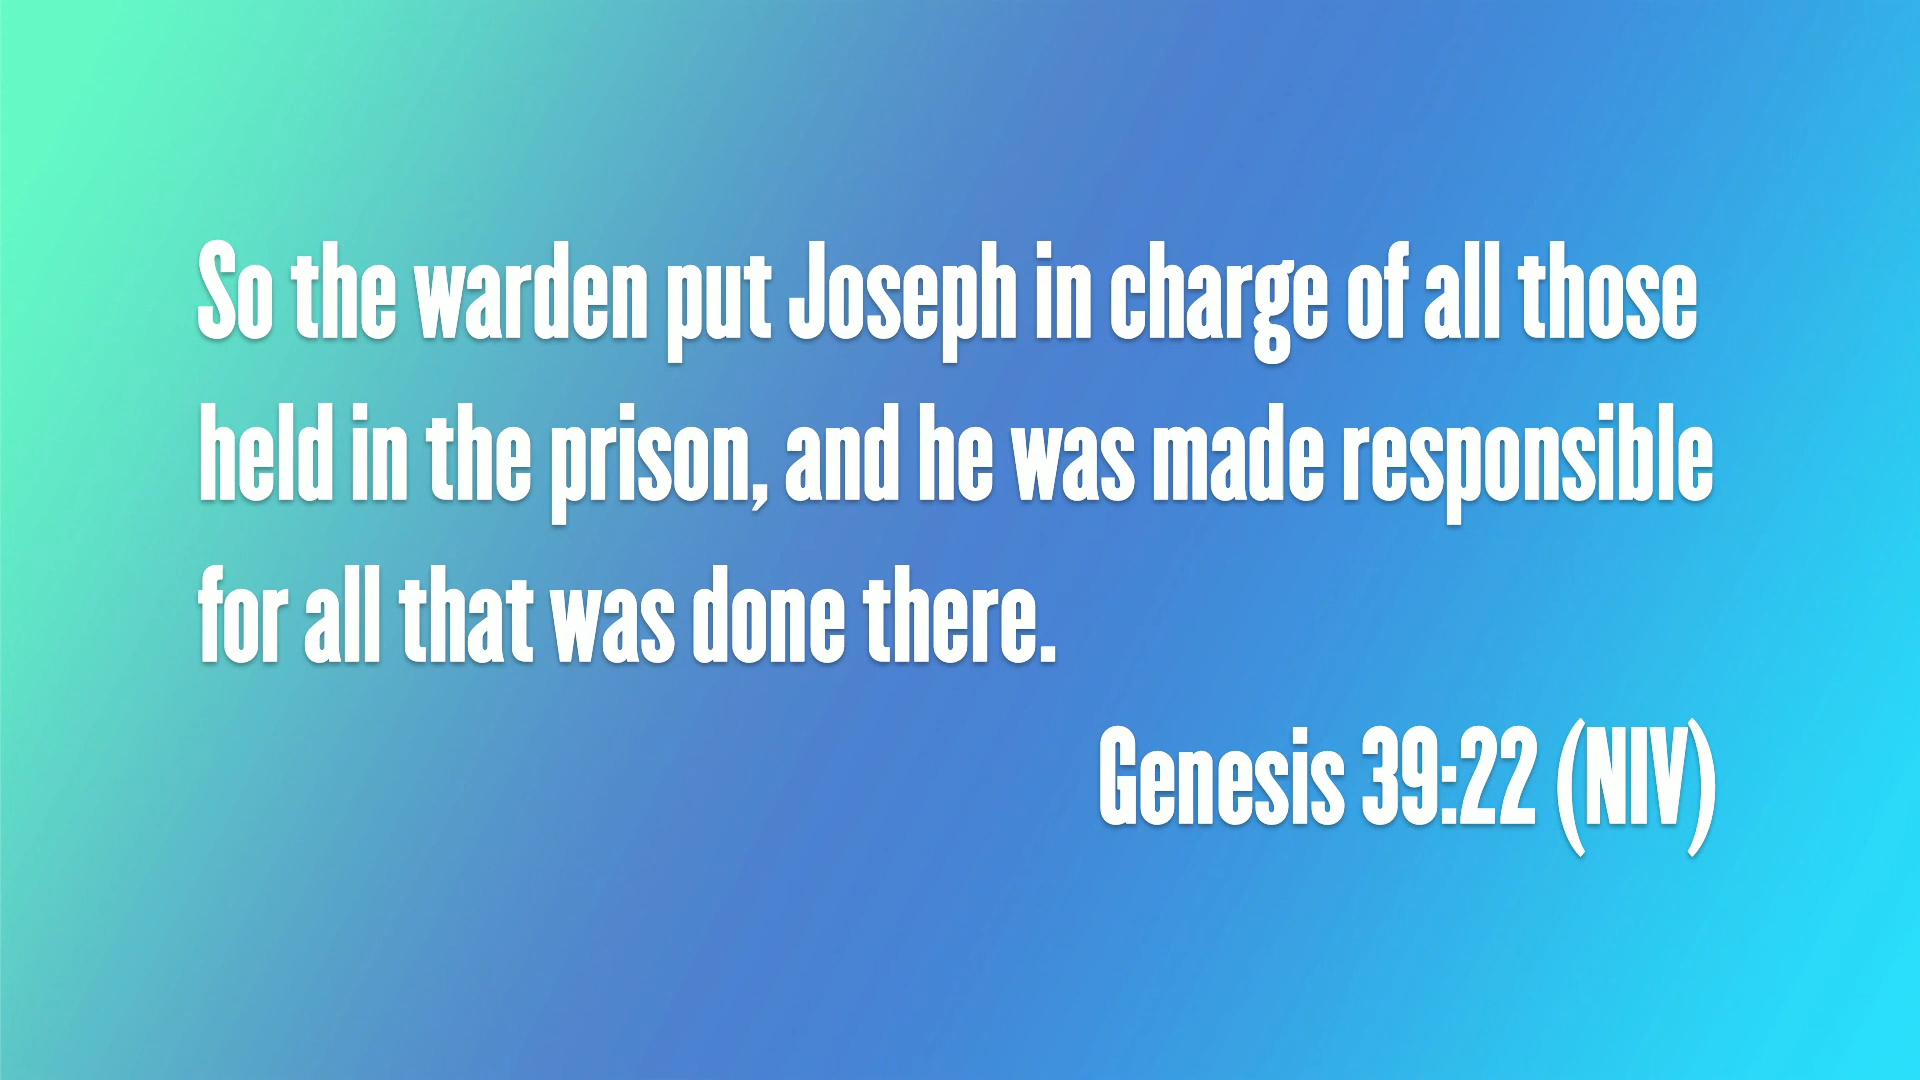 So the warden put Joseph in charge of all those
held in the prison, and he was made responsible
for all that was done there.
Genesis 39:22 (NIV)